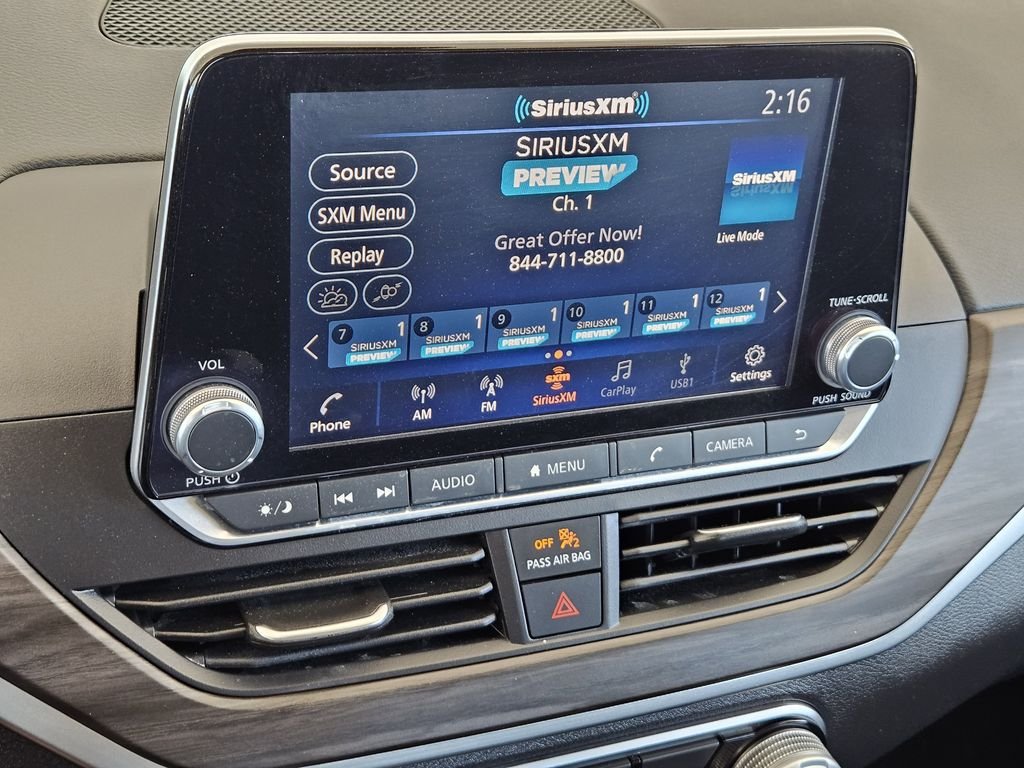 SiriusXM
2:16
SIRIUSXM
PREVIEW
Ch. 1
Great Offer Now!
844-711-8800
Source
SXM Menu
Replay
SiriusXM
Live Mode
7 1 SIRIUSXM PREVIEW
8 1 SIRIUSXM PREVIEW
9 1 SIRIUSXM PREVIEW
10 1 SIRIUSXM PREVIEW
11 1 SIRIUSXM PREVIEW
12 1 SIRIUSXM PREVIEW
Phone
AM
FM
sxm
SiriusXM
CarPlay
USB1
Settings
VOL
PUSH
TUNE·SCROLL
PUSH SOUND
AUDIO
MENU
CAMERA
OFF 2
PASS AIR BAG